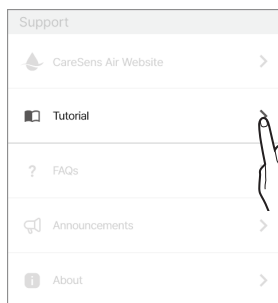 Support
CareSens Air Website
Tutorial
FAQs
Announcements
About